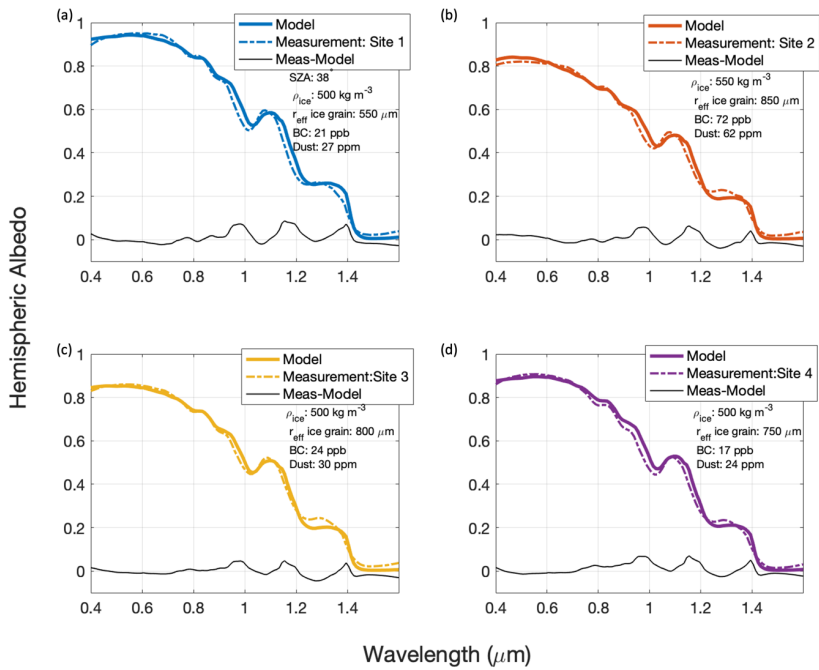 (a)
Model
Measurement: Site 1
Meas-Model
SZA: 38°
ρice: 500 kg m-3
reff ice grain: 550 μm
BC: 21 ppb
Dust: 27 ppm
1
0.8
0.6
0.4
0.2
0
0.4 0.6 0.8 1 1.2 1.4
(b)
Model
Measurement: Site 2
Meas-Model
ρice: 550 kg m-3
reff ice grain: 850 μm
BC: 72 ppb
Dust: 62 ppm
1
0.8
0.6
0.4
0.2
0
0.4 0.6 0.8 1 1.2 1.4
Hemispheric Albedo
(c)
Model
Measurement:Site 3
Meas-Model
ρice: 500 kg m-3
reff ice grain: 800 μm
BC: 24 ppb
Dust: 30 ppm
1
0.8
0.6
0.4
0.2
0
0.4 0.6 0.8 1 1.2 1.4
(d)
Model
Measurement:Site 4
Meas-Model
ρice: 500 kg m-3
reff ice grain: 750 μm
BC: 17 ppb
Dust: 24 ppm
1
0.8
0.6
0.4
0.2
0
0.4 0.6 0.8 1 1.2 1.4
Wavelength (μm)